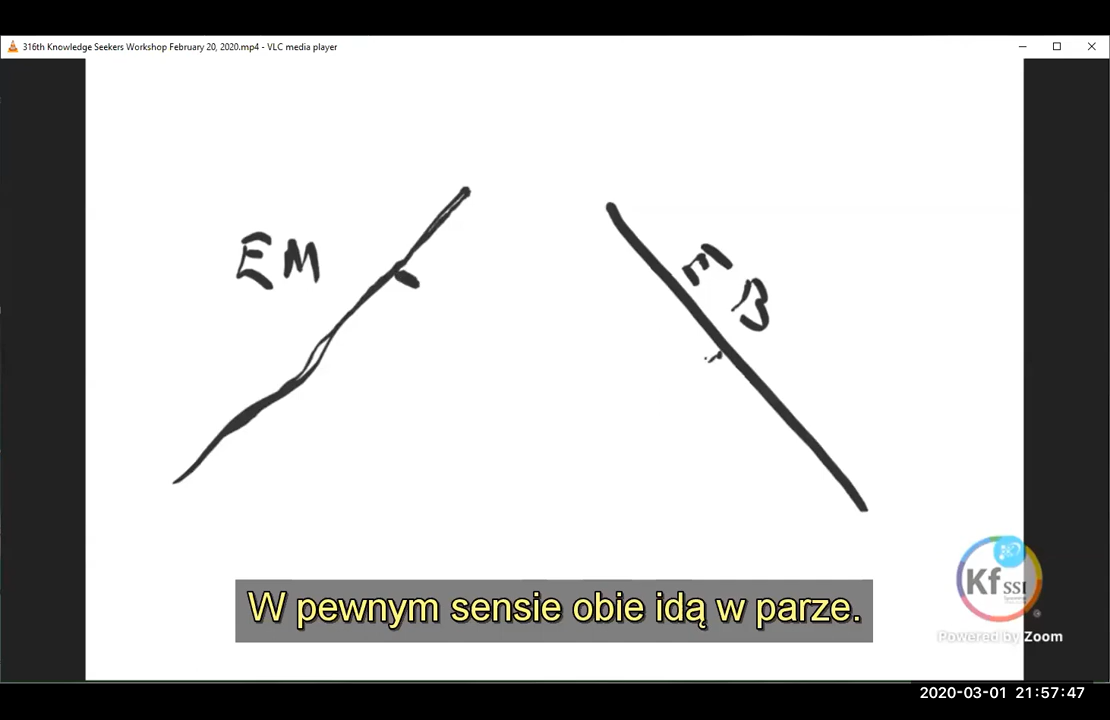 316th Knowledge Seekers Workshop February 20, 2020.mp4 - VLC media player
EM
W pewnym sensie obie idą w parze.
Kf SSI
Powered by Zoom
2020-03-01 21:57:47